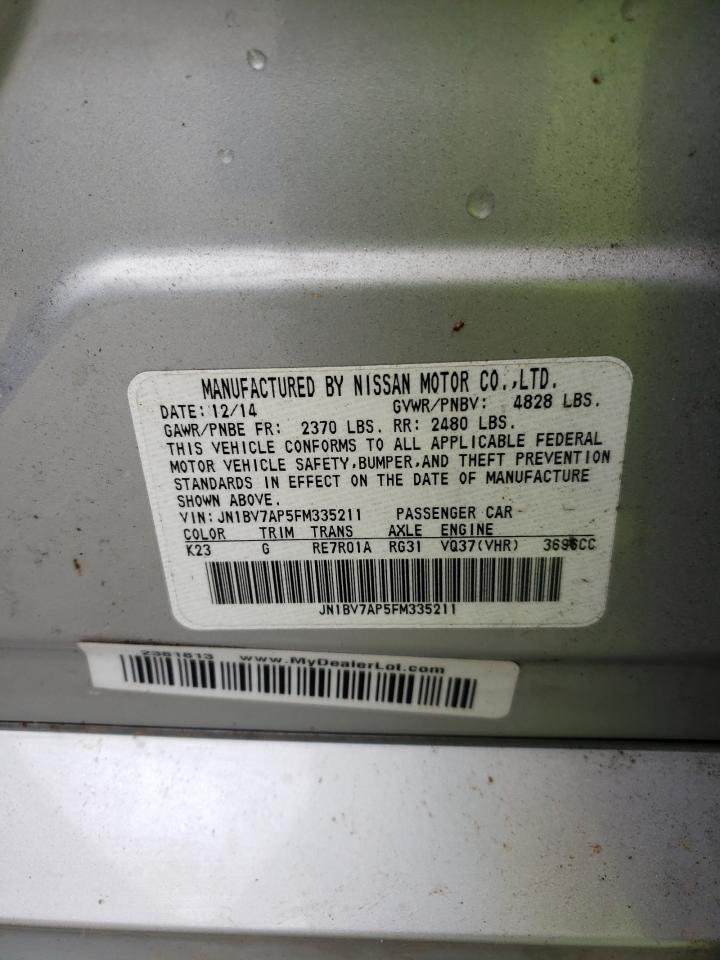 MANUFACTURED BY NISSAN MOTOR CO.,LTD.
DATE:12/14 GVWR/PNBV: 4828 LBS.
GAWR/PNBE FR: 2370 LBS. RR: 2480 LBS.
THIS VEHICLE CONFORMS TO ALL APPLICABLE FEDERAL
MOTOR VEHICLE SAFETY,BUMPER,AND THEFT PREVENTION
STANDARDS IN EFFECT ON THE DATE OF MANUFACTURE
SHOWN ABOVE.
VIN:JN1BV7AP5FM335211 PASSENGER CAR
COLOR TRIM TRANS AXLE ENGINE
K23 G RE7R01A RG31 VQ37(VHR) 3696CC
JN1BV7AP5FM335211
2361813 www.MyDealerLot.com